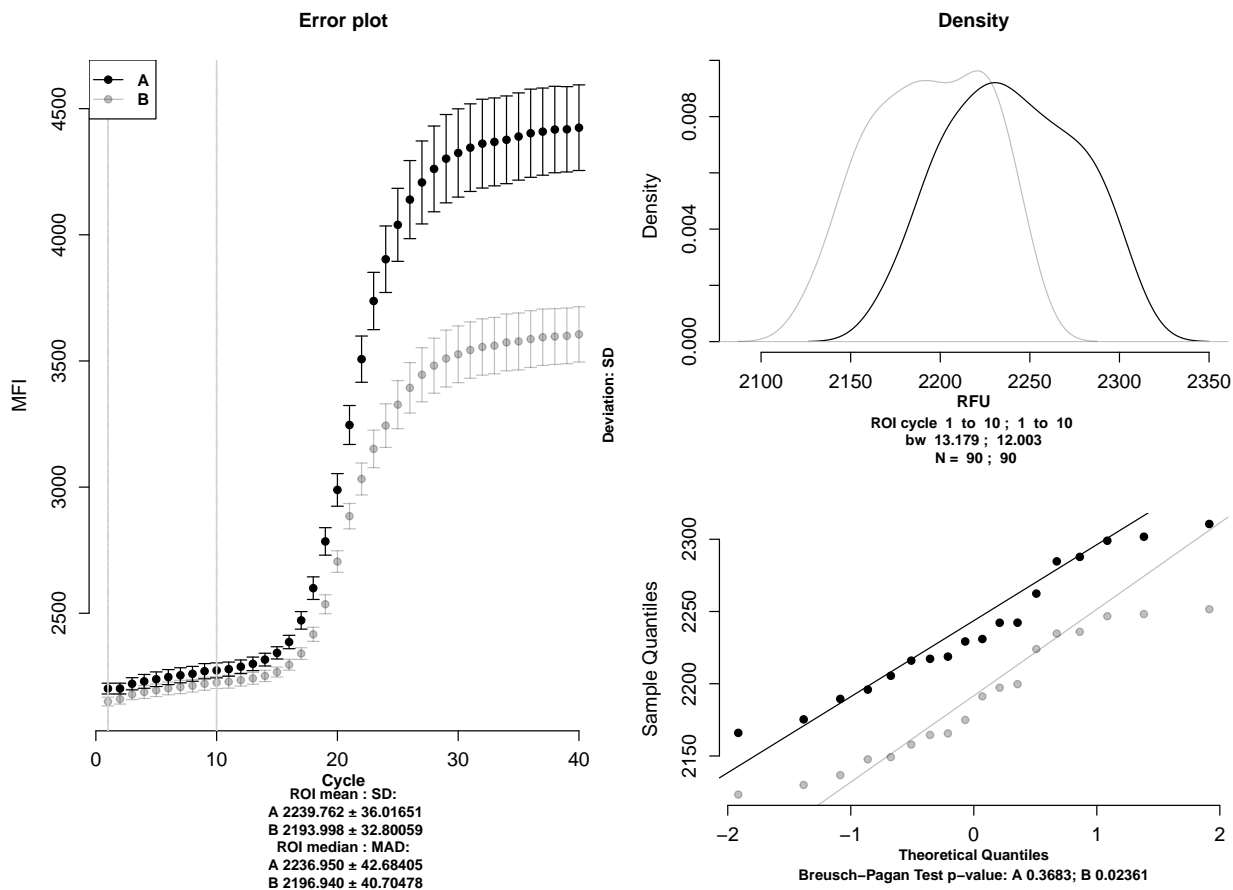 Error plot
A
B
MFI
2500
3000
3500
4000
4500
0
10
20
30
40
Cycle
ROI mean : SD:
A 2239.762 ± 36.01651
B 2193.998 ± 32.80059
ROI median : MAD:
A 2236.950 ± 42.68405
B 2196.940 ± 40.70478
Deviation: SD
Density
Density
0.000
0.004
0.008
2100
2150
2200
2250
2300
2350
RFU
ROI cycle 1 to 10 ; 1 to 10
bw 13.179 ; 12.003
N = 90 ; 90
Sample Quantiles
2150
2200
2250
2300
−2
−1
0
1
2
Theoretical Quantiles
Breusch−Pagan Test p−value: A 0.3683; B 0.02361